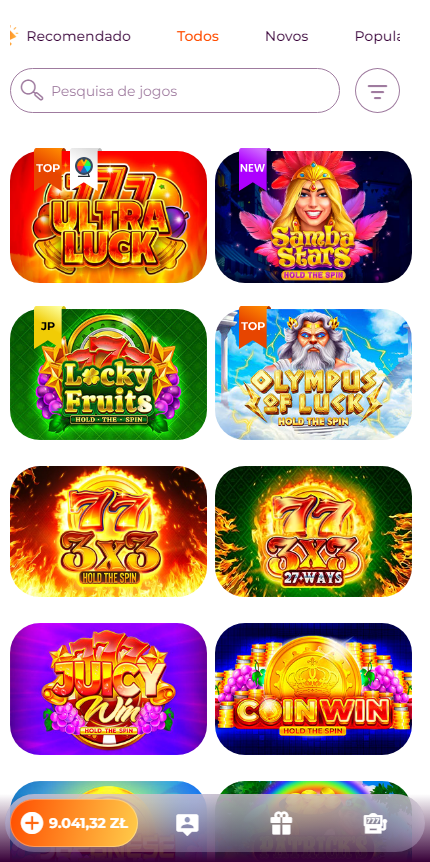 Recomendado Todos Novos
Pesquisa de jogos
TOP
777
ULTRA
LUCK
NEW
Samba
Stars
HOLD THE SPIN
JP
Locky
Fruits
HOLD · THE · SPIN
TOP
OLYMPUS
OF LUCK
HOLD THE SPIN
77
3x3
HOLD THE SPIN
77
3X3
27 WAYS
777
JUICY
Win
HOLD THE SPIN
COIN WIN
HOLD THE SPIN
9.041,32 ZŁ
777